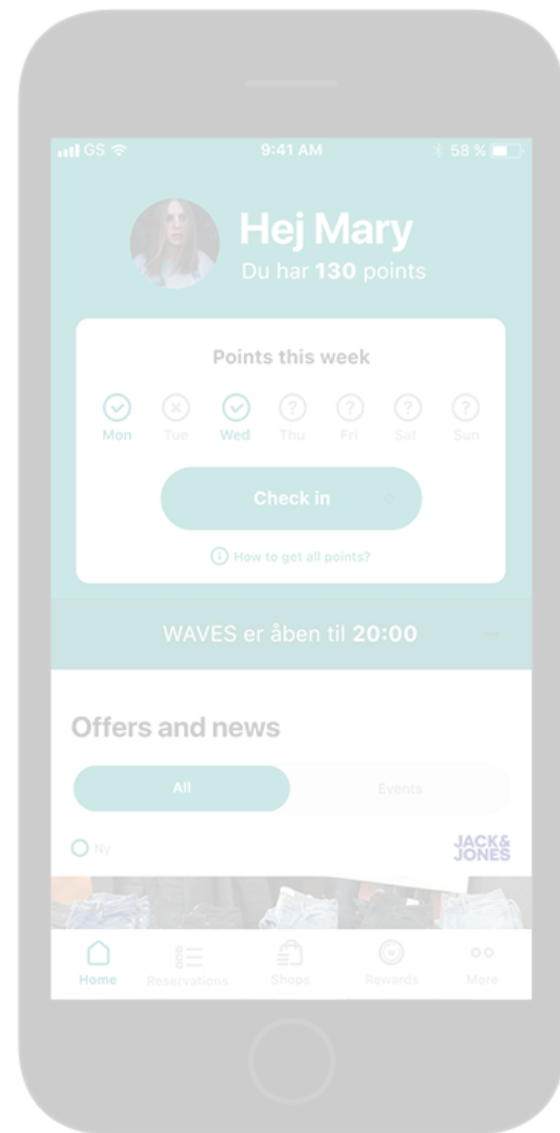 GS 9:41 AM 58 %
Hej Mary
Du har 130 points
Points this week
Mon Tue Wed Thu Fri Sat Sun
Check in
How to get all points?
WAVES er åben til 20:00
Offers and news
All Events
Ny
JACK&
JONES
Home Reservations Shops Rewards More